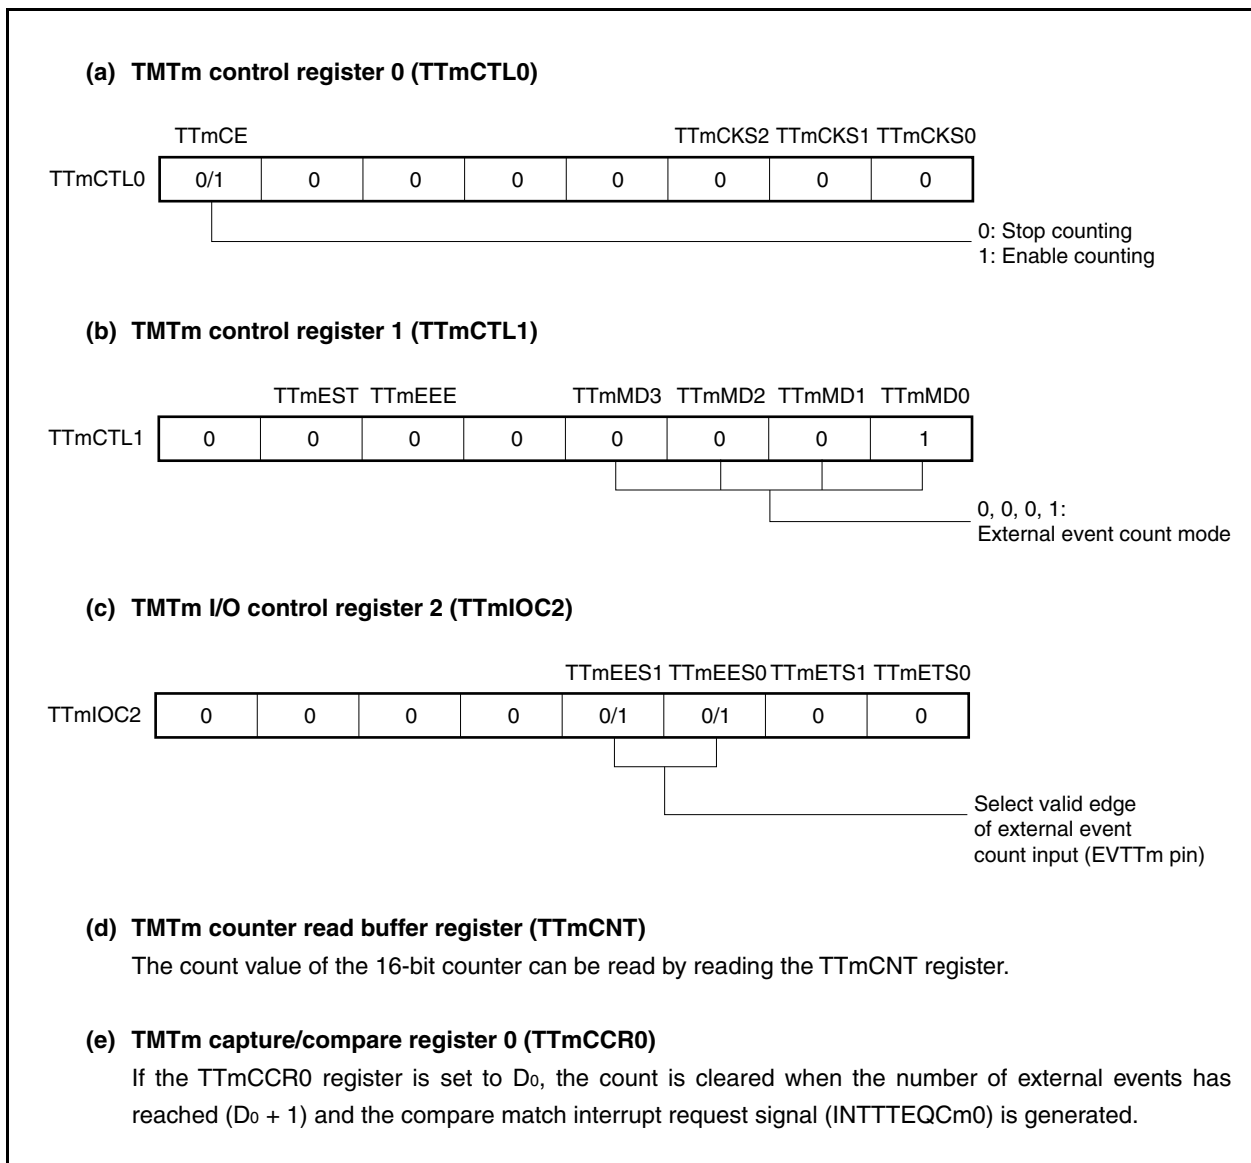 (a) TMTm control register 0 (TTmCTL0)
TTmCE TTmCKS2 TTmCKS1 TTmCKS0
TTmCTL0 0/1 0 0 0 0 0 0 0
0: Stop counting
1: Enable counting
(b) TMTm control register 1 (TTmCTL1)
TTmEST TTmEEE TTmMD3 TTmMD2 TTmMD1 TTmMD0
TTmCTL1 0 0 0 0 0 0 0 1
0, 0, 0, 1:
External event count mode
(c) TMTm I/O control register 2 (TTmIOC2)
TTmEES1 TTmEES0 TTmETS1 TTmETS0
TTmIOC2 0 0 0 0 0/1 0/1 0 0
Select valid edge
of external event
count input (EVTTm pin)
(d) TMTm counter read buffer register (TTmCNT)
The count value of the 16-bit counter can be read by reading the TTmCNT register.
(e) TMTm capture/compare register 0 (TTmCCR0)
If the TTmCCR0 register is set to D0, the count is cleared when the number of external events has
reached (D0 + 1) and the compare match interrupt request signal (INTTTEQCm0) is generated.